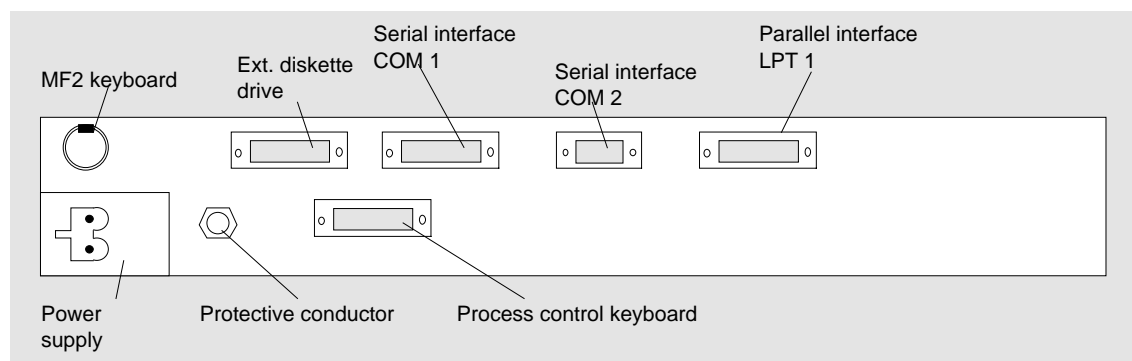 Serial interface
COM 1
Parallel interface
LPT 1
Ext. diskette
drive
Serial interface
COM 2
MF2 keyboard
Power
supply
Protective conductor
Process control keyboard